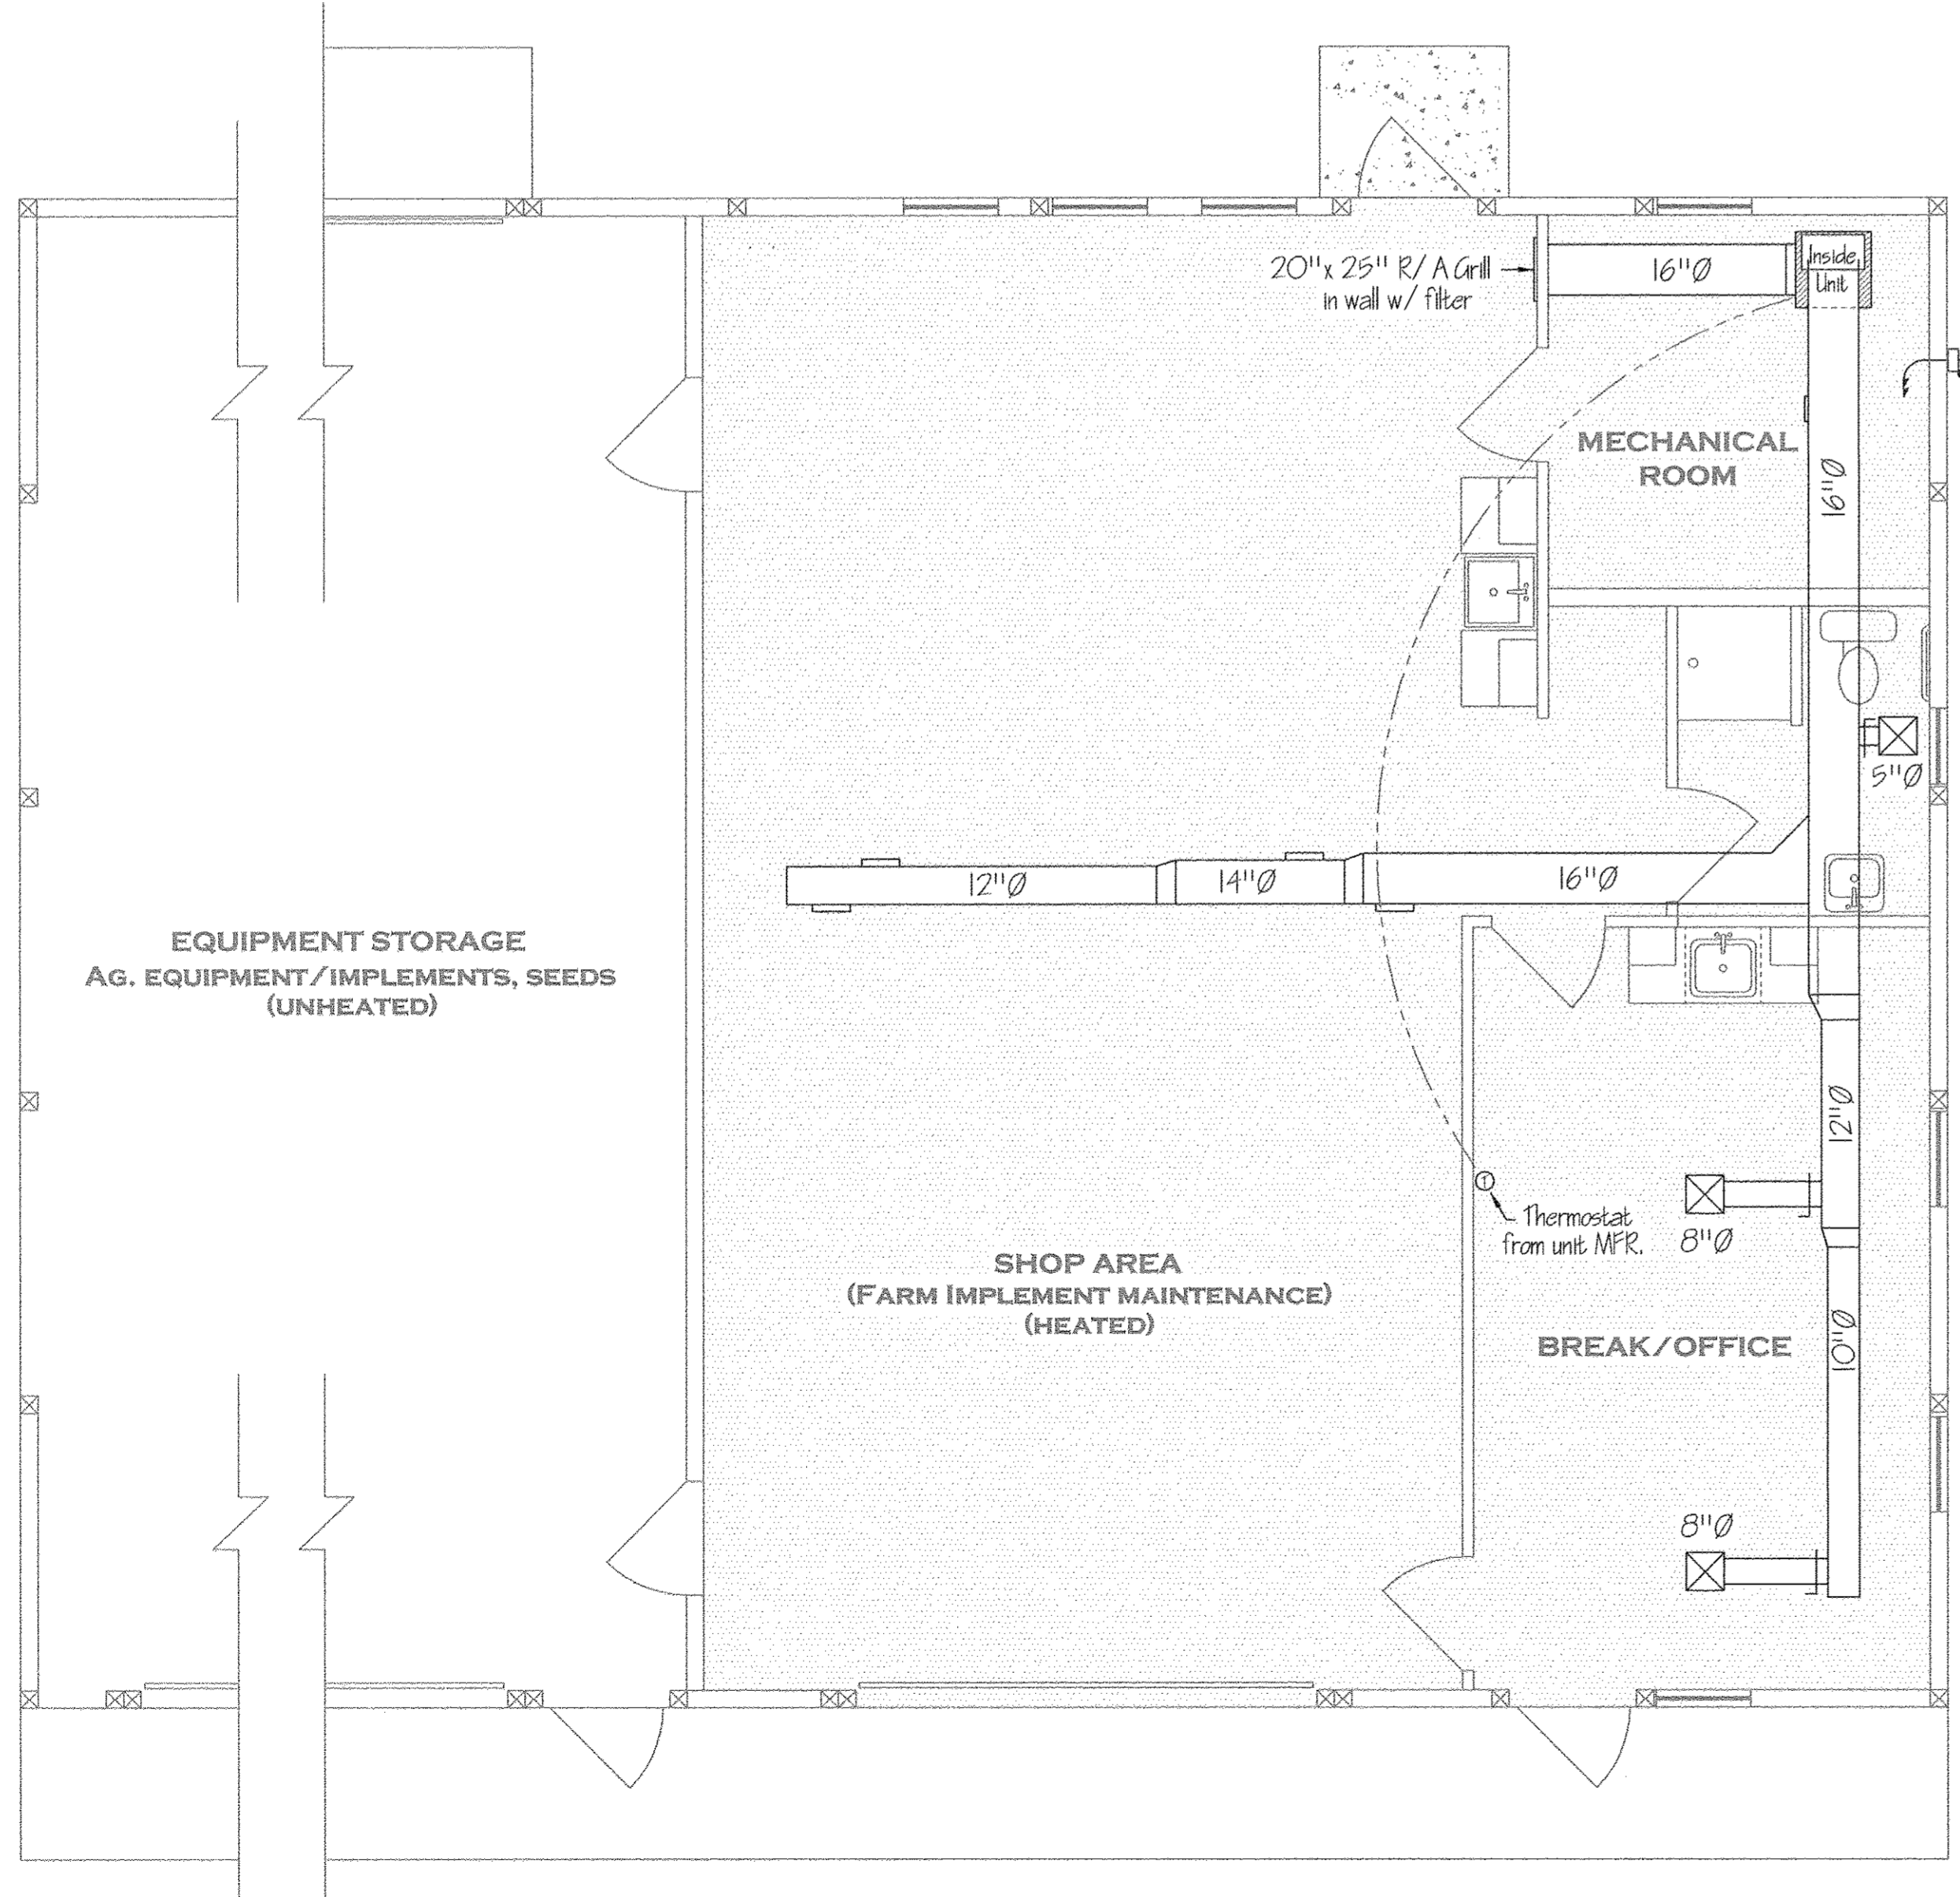 20"x 25" R/A Grill
in wall w/ filter
16"Ø
Inside
Unit
MECHANICAL
ROOM
16"Ø
5"Ø
12"Ø
14"Ø
16"Ø
EQUIPMENT STORAGE
AG. EQUIPMENT/IMPLEMENTS, SEEDS
(UNHEATED)
12"Ø
T
Thermostat
from unit MFR.
8"Ø
SHOP AREA
(FARM IMPLEMENT MAINTENANCE)
(HEATED)
BREAK/OFFICE
10"Ø
8"Ø